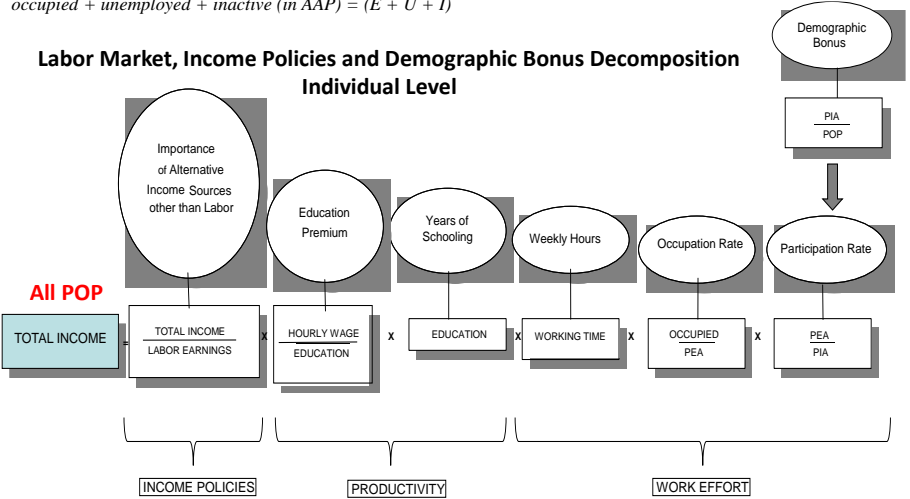 occupied + unemployed + inactive (in AAP) = (E + U + I)
Labor Market, Income Policies and Demographic Bonus Decomposition
Individual Level
Demographic
Bonus
PIA
POP
Importance
of Alternative
Income Sources
other than Labor
Education
Premium
Years of
Schooling
Weekly Hours
Occupation Rate
Participation Rate
All POP
TOTAL INCOME
=
TOTAL INCOME
LABOR EARNINGS
x
HOURLY WAGE
EDUCATION
x
EDUCATION
x
WORKING TIME
x
OCCUPIED
PEA
x
PEA
PIA
INCOME POLICIES
PRODUCTIVITY
WORK EFFORT